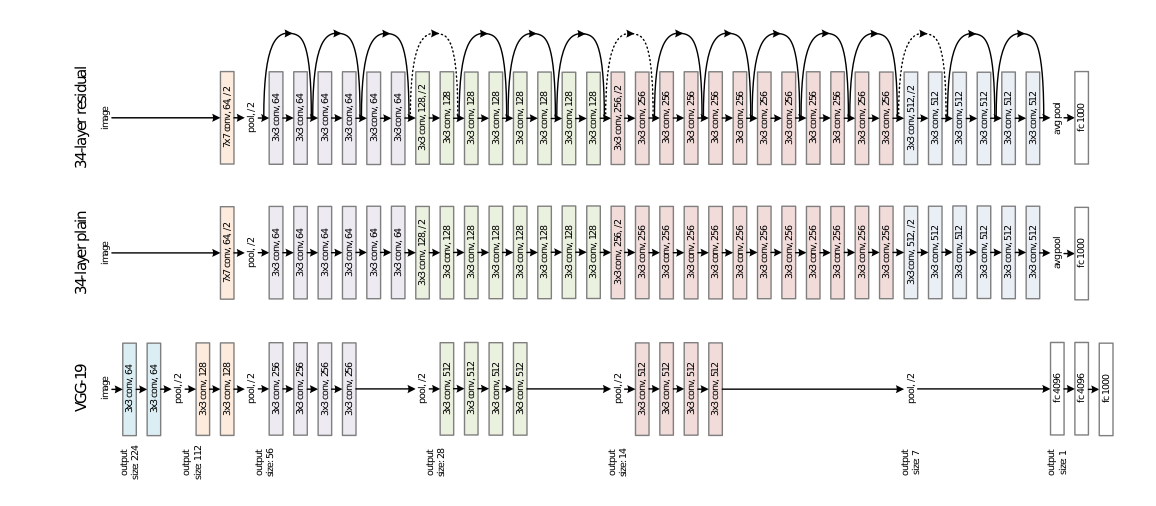 34-layer residual
image
7x7 conv, 64, /2
pool, /2
3x3 conv, 64
3x3 conv, 64
3x3 conv, 64
3x3 conv, 64
3x3 conv, 64
3x3 conv, 64
3x3 conv, 128, /2
3x3 conv, 128
3x3 conv, 128
3x3 conv, 128
3x3 conv, 128
3x3 conv, 128
3x3 conv, 128
3x3 conv, 128
3x3 conv, 256, /2
3x3 conv, 256
3x3 conv, 256
3x3 conv, 256
3x3 conv, 256
3x3 conv, 256
3x3 conv, 256
3x3 conv, 256
3x3 conv, 256
3x3 conv, 256
3x3 conv, 256
3x3 conv, 256
3x3 conv, 512, /2
3x3 conv, 512
3x3 conv, 512
3x3 conv, 512
3x3 conv, 512
3x3 conv, 512
avg pool
fc 1000
34-layer plain
image
7x7 conv, 64, /2
pool, /2
3x3 conv, 64
3x3 conv, 64
3x3 conv, 64
3x3 conv, 64
3x3 conv, 64
3x3 conv, 64
3x3 conv, 128, /2
3x3 conv, 128
3x3 conv, 128
3x3 conv, 128
3x3 conv, 128
3x3 conv, 128
3x3 conv, 128
3x3 conv, 128
3x3 conv, 256, /2
3x3 conv, 256
3x3 conv, 256
3x3 conv, 256
3x3 conv, 256
3x3 conv, 256
3x3 conv, 256
3x3 conv, 256
3x3 conv, 256
3x3 conv, 256
3x3 conv, 256
3x3 conv, 256
3x3 conv, 512, /2
3x3 conv, 512
3x3 conv, 512
3x3 conv, 512
3x3 conv, 512
3x3 conv, 512
avg pool
fc 1000
VGG-19
image
3x3 conv, 64
3x3 conv, 64
pool, /2
3x3 conv, 128
3x3 conv, 128
pool, /2
3x3 conv, 256
3x3 conv, 256
3x3 conv, 256
3x3 conv, 256
pool, /2
3x3 conv, 512
3x3 conv, 512
3x3 conv, 512
3x3 conv, 512
pool, /2
3x3 conv, 512
3x3 conv, 512
3x3 conv, 512
3x3 conv, 512
pool, /2
fc 4096
fc 4096
fc 1000
output
size: 224
output
size: 112
output
size: 56
output
size: 28
output
size: 14
output
size: 7
output
size: 1